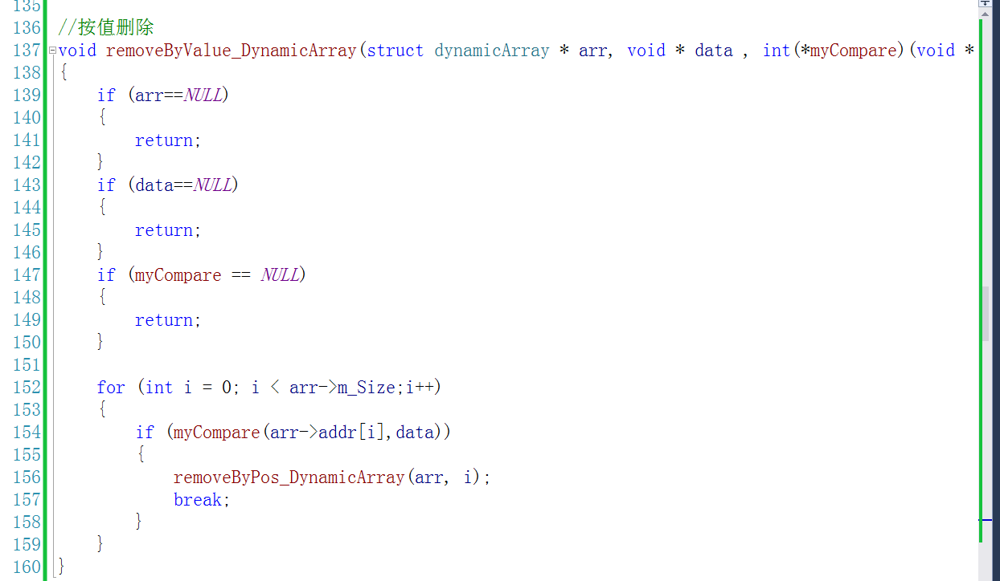 135
136 //按值删除
137 void removeByValue_DynamicArray(struct dynamicArray * arr, void * data , int(*myCompare)(void *
138 {
139     if (arr==NULL)
140     {
141         return;
142     }
143     if (data==NULL)
144     {
145         return;
146     }
147     if (myCompare == NULL)
148     {
149         return;
150     }
151
152     for (int i = 0; i < arr->m_Size;i++)
153     {
154         if (myCompare(arr->addr[i],data))
155         {
156             removeByPos_DynamicArray(arr, i);
157             break;
158         }
159     }
160 }